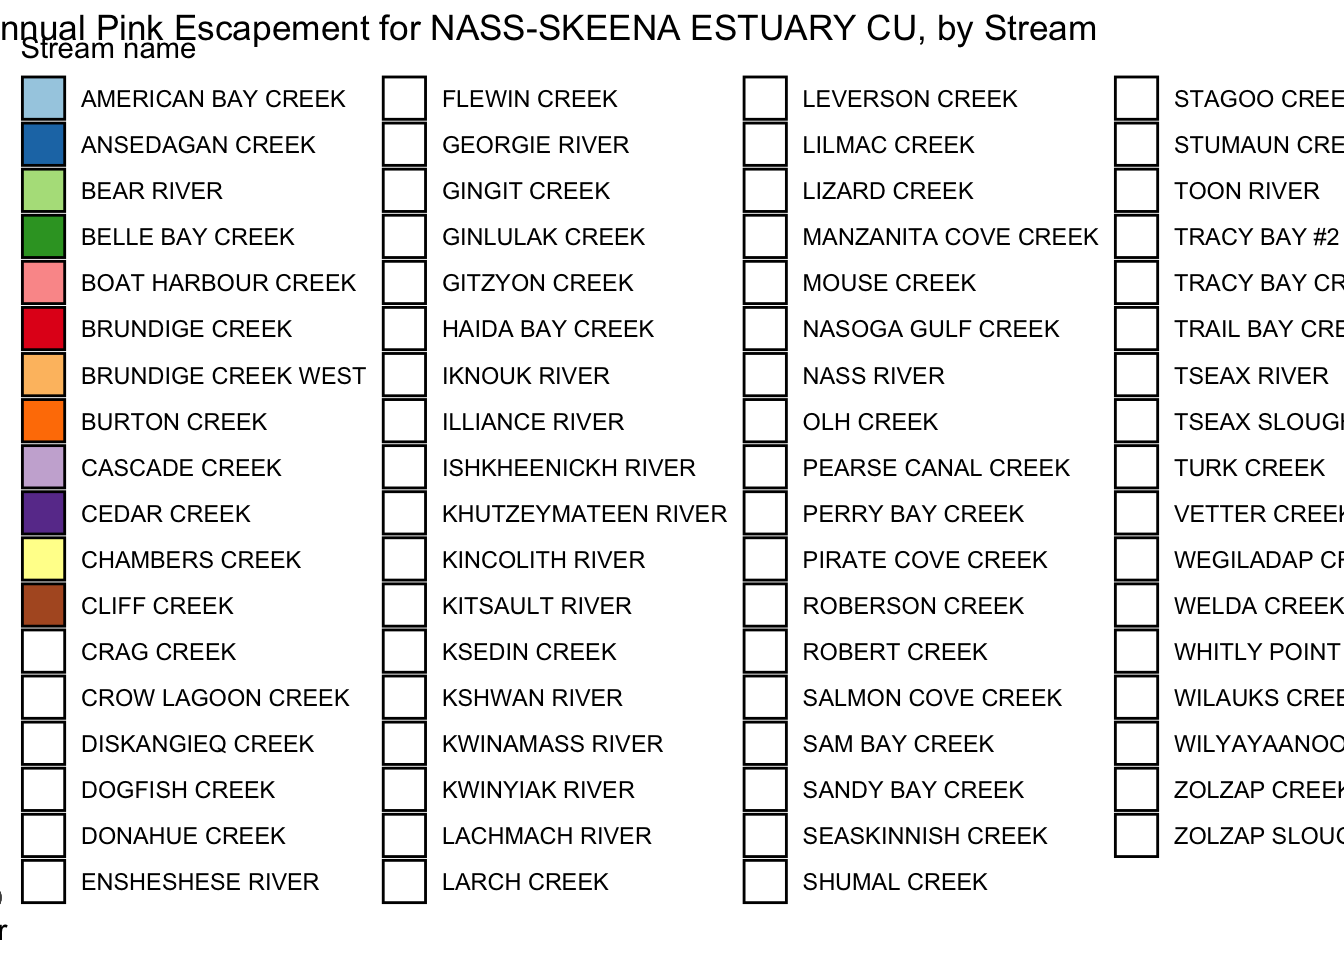 nnual Pink Escapement for NASS-SKEENA ESTUARY CU, by Stream
Stream name
AMERICAN BAY CREEK
ANSEDAGAN CREEK
BEAR RIVER
BELLE BAY CREEK
BOAT HARBOUR CREEK
BRUNDIGE CREEK
BRUNDIGE CREEK WEST
BURTON CREEK
CASCADE CREEK
CEDAR CREEK
CHAMBERS CREEK
CLIFF CREEK
CRAG CREEK
CROW LAGOON CREEK
DISKANGIEQ CREEK
DOGFISH CREEK
DONAHUE CREEK
ENSHESHESE RIVER
FLEWIN CREEK
GEORGIE RIVER
GINGIT CREEK
GINLULAK CREEK
GITZYON CREEK
HAIDA BAY CREEK
IKNOUK RIVER
ILLIANCE RIVER
ISHKHEENICKH RIVER
KHUTZEYMATEEN RIVER
KINCOLITH RIVER
KITSAULT RIVER
KSEDIN CREEK
KSHWAN RIVER
KWINAMASS RIVER
KWINYIAK RIVER
LACHMACH RIVER
LARCH CREEK
LEVERSON CREEK
LILMAC CREEK
LIZARD CREEK
MANZANITA COVE CREEK
MOUSE CREEK
NASOGA GULF CREEK
NASS RIVER
OLH CREEK
PEARSE CANAL CREEK
PERRY BAY CREEK
PIRATE COVE CREEK
ROBERSON CREEK
ROBERT CREEK
SALMON COVE CREEK
SAM BAY CREEK
SANDY BAY CREEK
SEASKINNISH CREEK
SHUMAL CREEK
STAGOO CREE
STUMAUN CRE
TOON RIVER
TRACY BAY #2
TRACY BAY CR
TRAIL BAY CRE
TSEAX RIVER
TSEAX SLOUGH
TURK CREEK
VETTER CREEK
WEGILADAP CR
WELDA CREEK
WHITLY POINT
WILAUKS CREE
WILYAYAANOO
ZOLZAP CREEK
ZOLZAP SLOUG
r